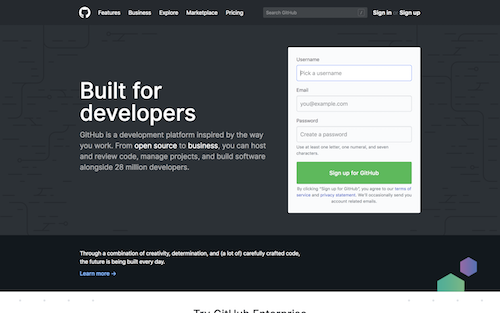 Features Business Explore Marketplace Pricing Search GitHub / Sign in or Sign up
Built for
developers
GitHub is a development platform inspired by the way
you work. From open source to business, you can host
and review code, manage projects, and build software
alongside 28 million developers.
Username
Pick a username
Email
you@example.com
Password
Create a password
Use at least one letter, one numeral, and seven
characters.
Sign up for GitHub
By clicking "Sign up for GitHub", you agree to our terms of
service and privacy statement. We'll occasionally send you
account related emails.
Through a combination of creativity, determination, and (a lot of) carefully crafted code,
the future is being built every day.
Learn more →
Try GitHub Enterprise